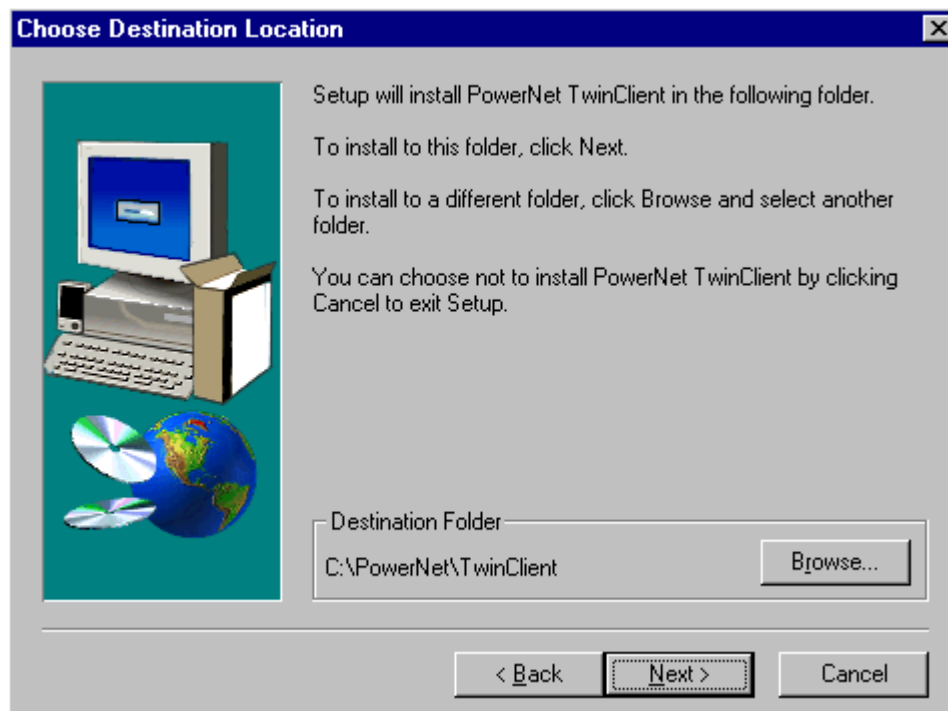 Choose Destination Location
Setup will install PowerNet TwinClient in the following folder.
To install to this folder, click Next.
To install to a different folder, click Browse and select another
folder.
You can choose not to install PowerNet TwinClient by clicking
Cancel to exit Setup.
Destination Folder
C:\PowerNet\TwinClient
Browse...
< Back
Next >
Cancel